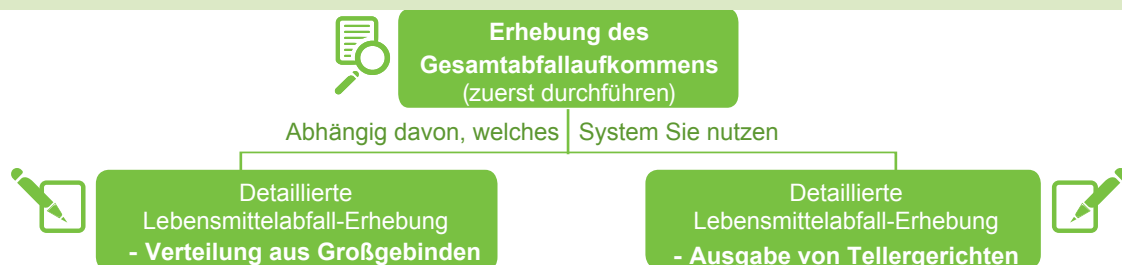 Erhebung des
Gesamtabfallaufkommens
(zuerst durchführen)
Abhängig davon, welches System Sie nutzen
Detaillierte
Lebensmittelabfall-Erhebung
- Verteilung aus Großgebinden
Detaillierte
Lebensmittelabfall-Erhebung
- Ausgabe von Tellergerichten